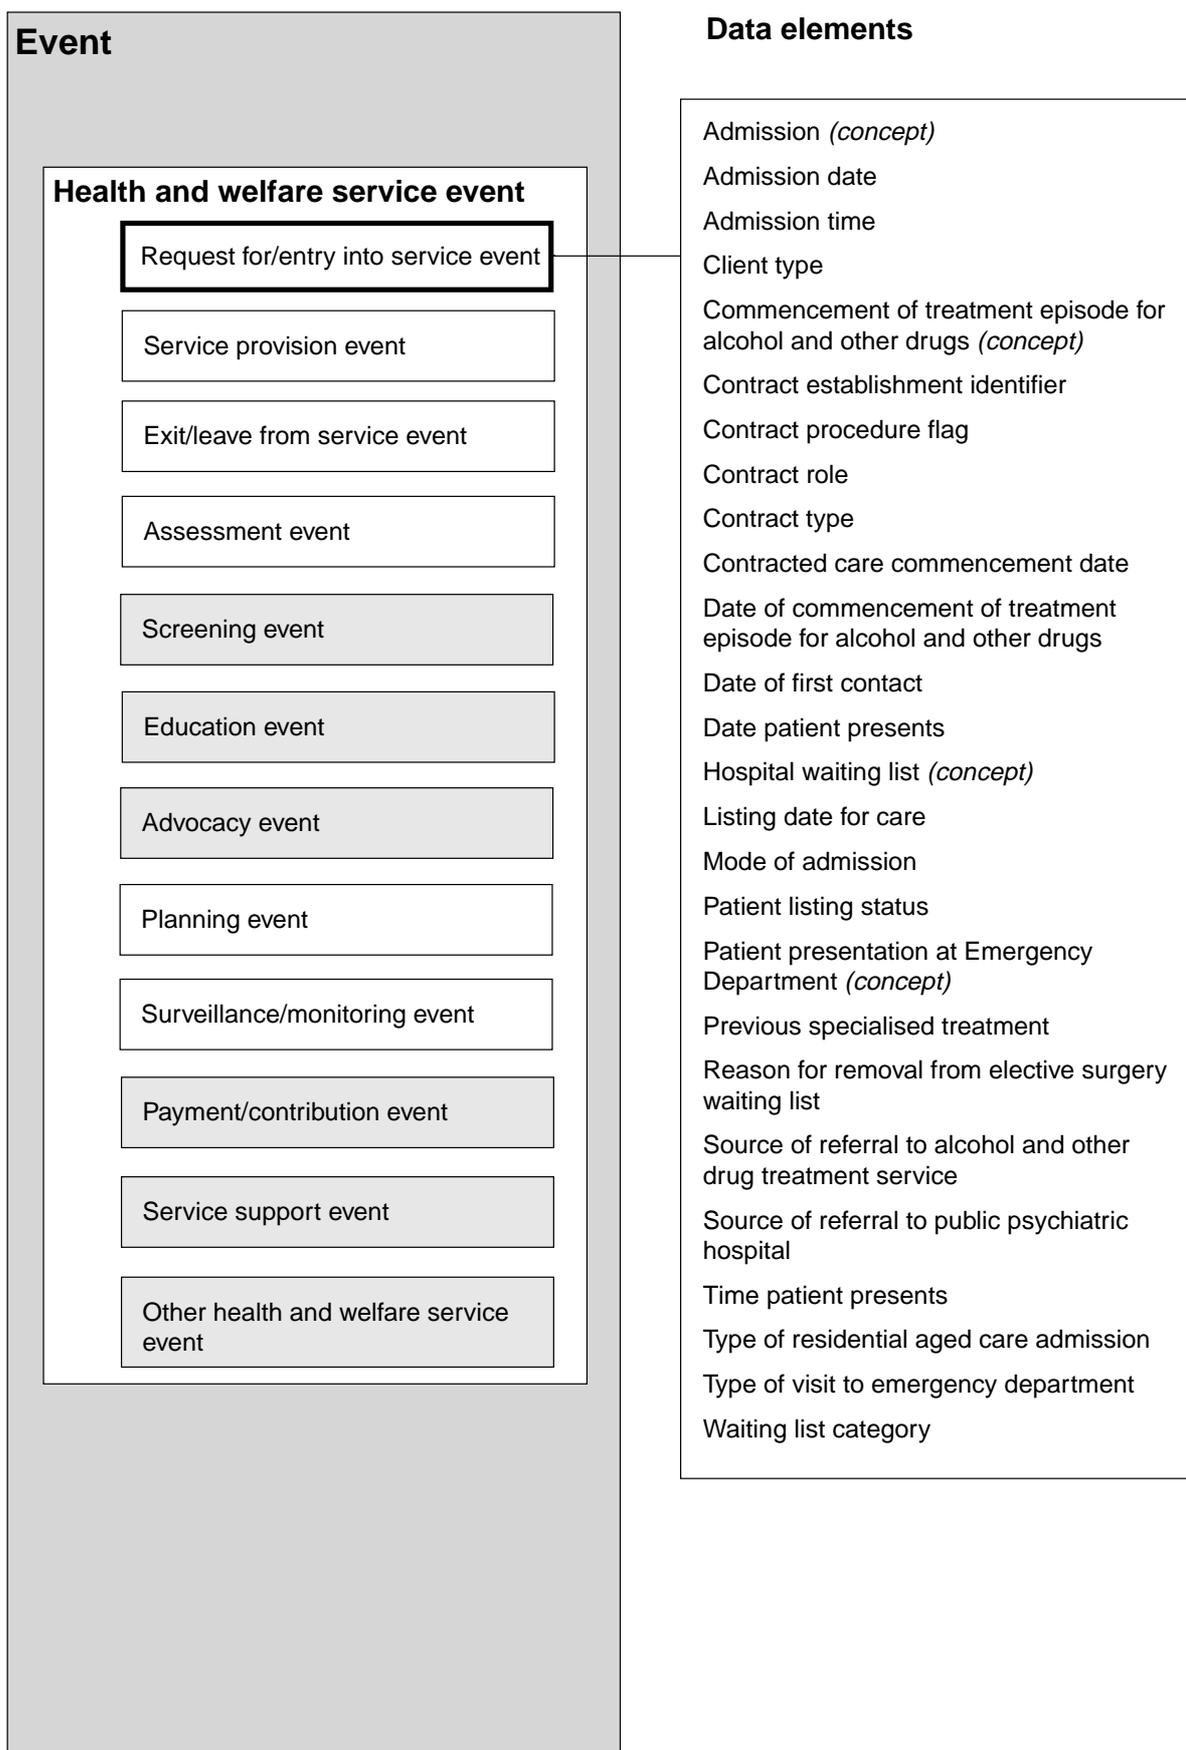 Event
Health and welfare service event
Request for/entry into service event
Service provision event
Exit/leave from service event
Assessment event
Screening event
Education event
Advocacy event
Planning event
Surveillance/monitoring event
Payment/contribution event
Service support event
Other health and welfare service
event
Data elements
Admission (concept)
Admission date
Admission time
Client type
Commencement of treatment episode for
alcohol and other drugs (concept)
Contract establishment identifier
Contract procedure flag
Contract role
Contract type
Contracted care commencement date
Date of commencement of treatment
episode for alcohol and other drugs
Date of first contact
Date patient presents
Hospital waiting list (concept)
Listing date for care
Mode of admission
Patient listing status
Patient presentation at Emergency
Department (concept)
Previous specialised treatment
Reason for removal from elective surgery
waiting list
Source of referral to alcohol and other
drug treatment service
Source of referral to public psychiatric
hospital
Time patient presents
Type of residential aged care admission
Type of visit to emergency department
Waiting list category